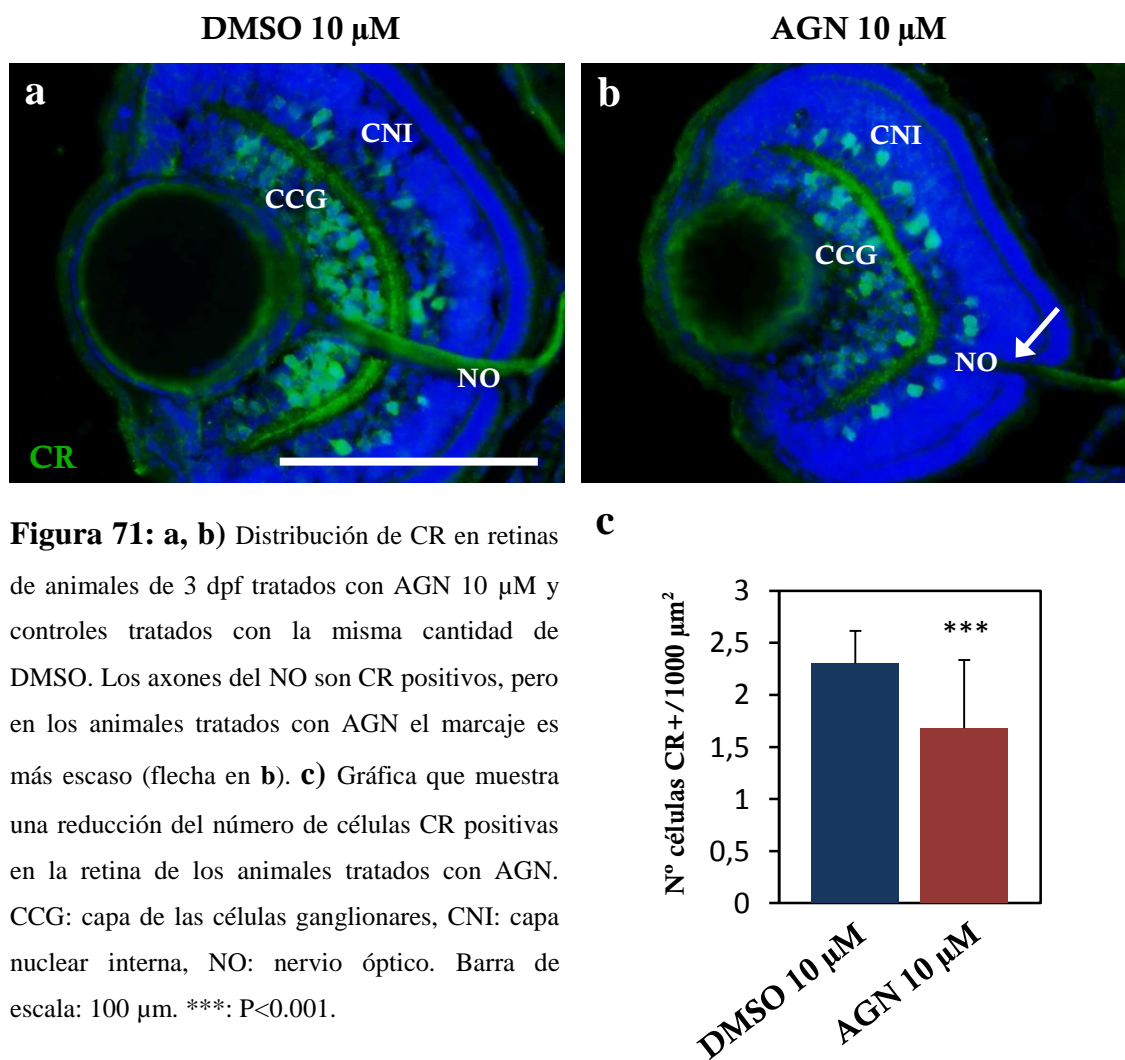 DMSO 10 µM
AGN 10 µM
a
CNI
CCG
NO
CR
b
CNI
CCG
NO
Figura 71: a, b) Distribución de CR en retinas
de animales de 3 dpf tratados con AGN 10 µM y
controles tratados con la misma cantidad de
DMSO. Los axones del NO son CR positivos, pero
en los animales tratados con AGN el marcaje es
más escaso (flecha en b). c) Gráfica que muestra
una reducción del número de células CR positivas
en la retina de los animales tratados con AGN.
CCG: capa de las células ganglionares, CNI: capa
nuclear interna, NO: nervio óptico. Barra de
escala: 100 µm. ***: P<0.001.
c
Nº células CR+/1000 µm²
3
2,5
2
1,5
1
0,5
0
***
DMSO 10 µM
AGN 10 µM